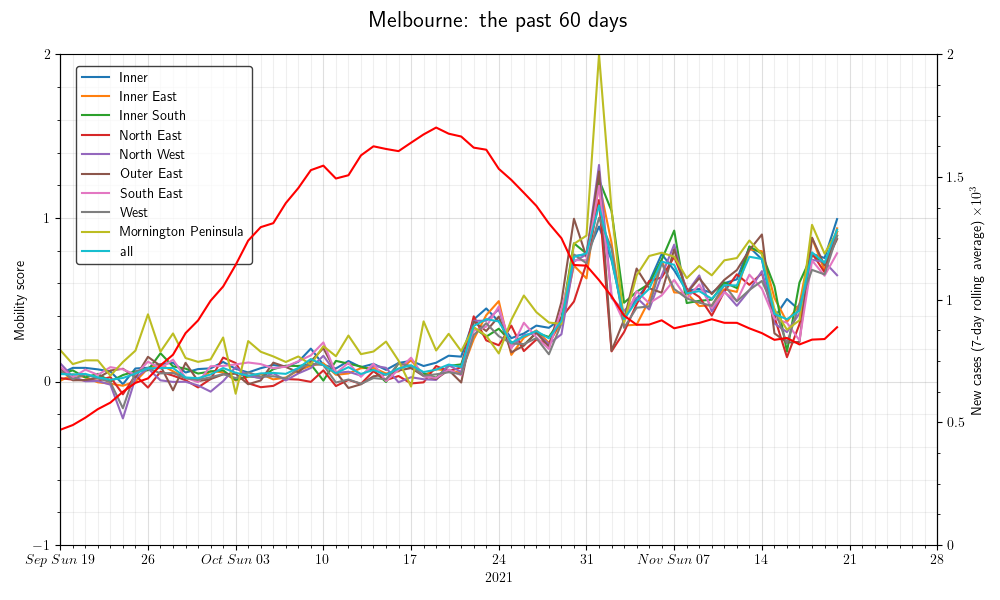 Melbourne: the past 60 days
2
1
0
−1
Mobility score
Inner
Inner East
Inner South
North East
North West
Outer East
South East
West
Mornington Peninsula
all
2
1.5
1
0.5
0
New cases (7-day rolling average) ×10³
Sep Sun 19
26
Oct Sun 03
10
17
24
31
Nov Sun 07
14
21
28
2021